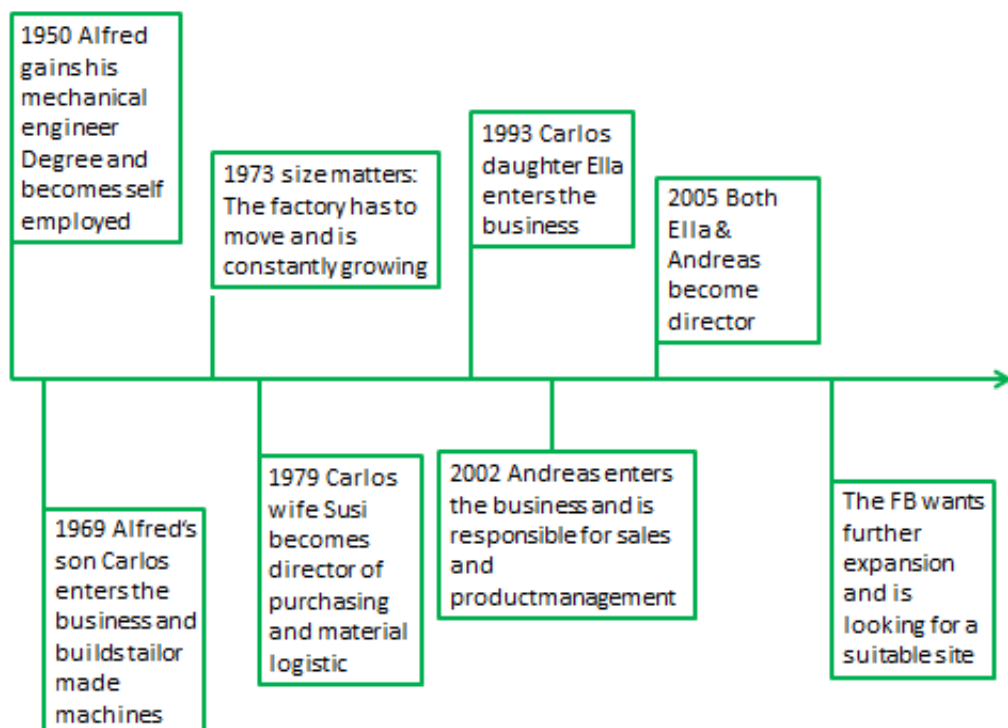 1950 Alfred
gains his
mechanical
engineer
Degree and
becomes self
employed
1969 Alfred's
son Carlos
enters the
business and
builds tailor
made
machines
1973 size matters:
The factory has to
move and is
constantly growing
1979 Carlos
wife Susi
becomes
director of
purchasing
and material
logistic
1993 Carlos
daughter Ella
enters the
business
2002 Andreas enters
the business and is
responsible for sales
and
productmanagement
2005 Both
Ella &
Andreas
become
director
The FB wants
further
expansion
and is
looking for a
suitable site